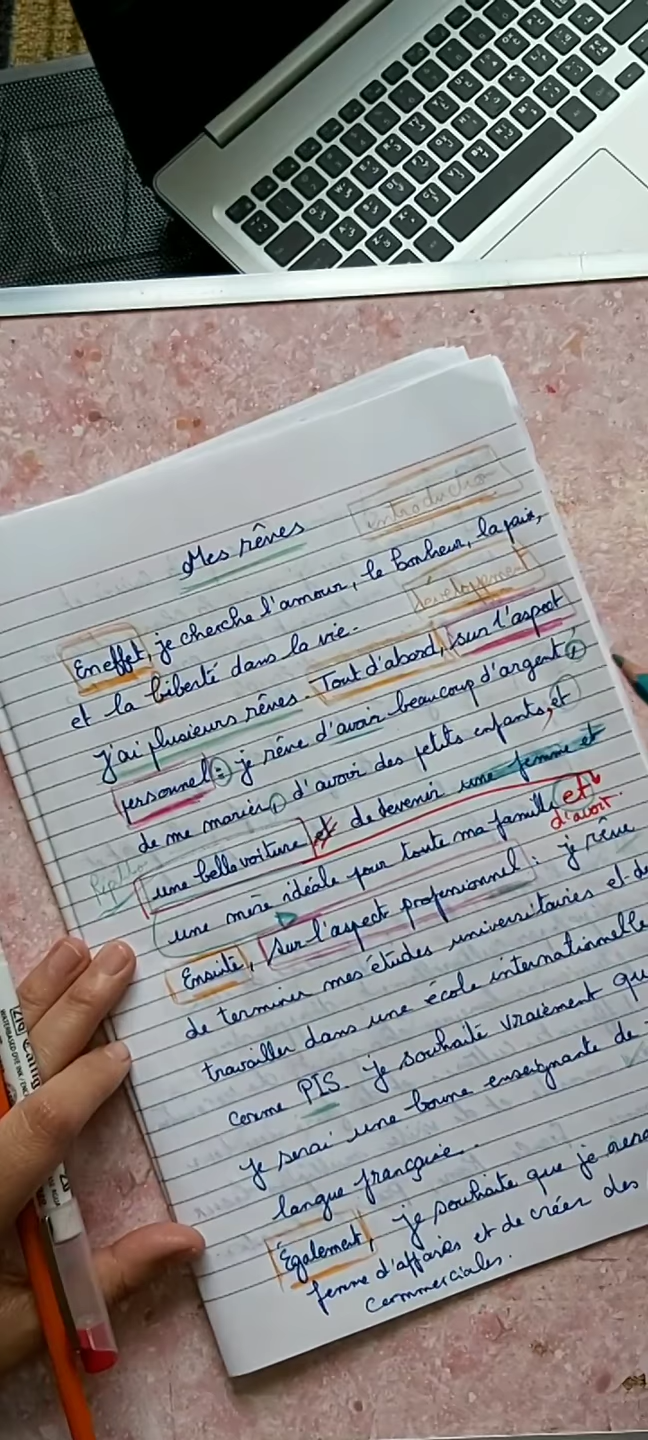 introduction
Mes rêves
En effet, je cherche l'amour, le bonheur, la paix,
et la liberté dans la vie.
développement
J'ai plusieurs rêves. Tout d'abord, sur l'aspect
personnel : je rêve d'avoir beaucoup d'argent,
de me marier, d'avoir des petits enfants, et
une belle voiture et de devenir une femme et
et
d'avoir
une mère idéale pour toute ma famille
Ensuite, sur l'aspect professionnel : je rêve
de terminer mes études universitaires et de
travailler dans une école internationale
comme PIS. Je souhaite vraiment que
je serai une bonne enseignante de
langue française.
Également, je souhaite que je
femme d'affaires et de créer des
commerciales.